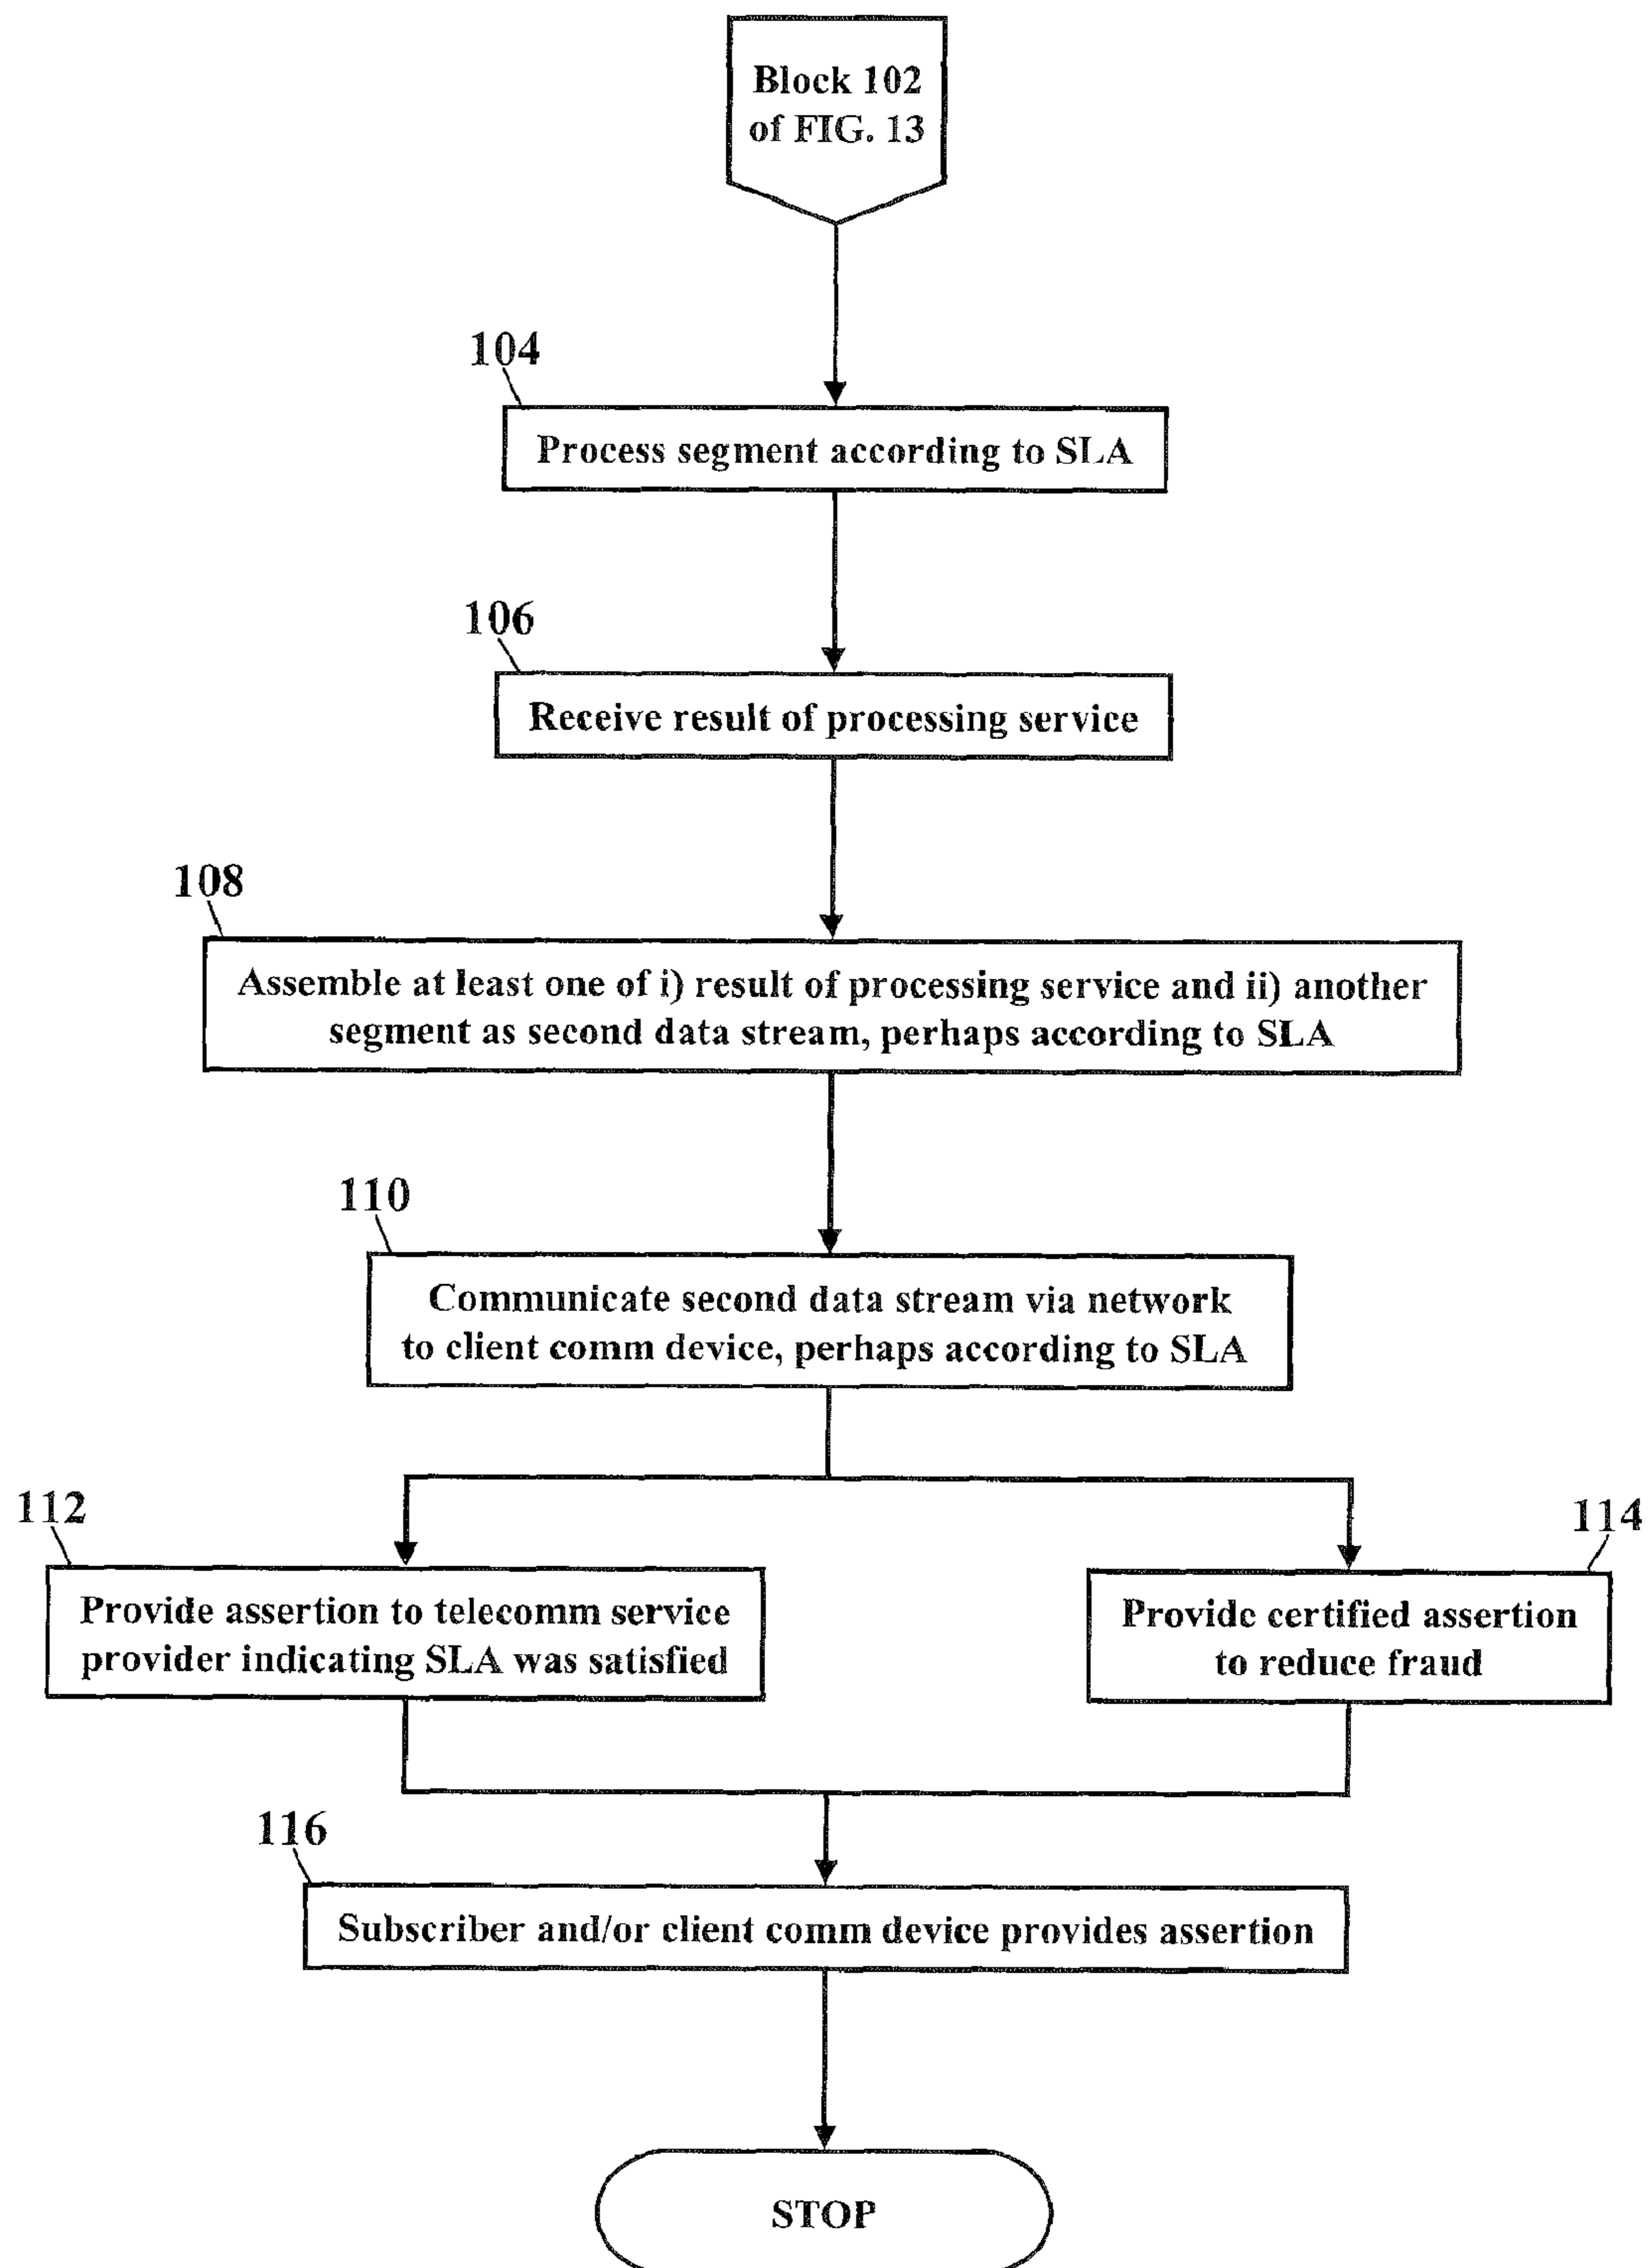 Block 102
of FIG. 13
104
Process segment according to SLA
106
Receive result of processing service
108
Assemble at least one of i) result of processing service and ii) another
segment as second data stream, perhaps according to SLA
110
Communicate second data stream via network
to client comm device, perhaps according to SLA
112
Provide assertion to telecomm service
provider indicating SLA was satisfied
114
Provide certified assertion
to reduce fraud
116
Subscriber and/or client comm device provides assertion
STOP